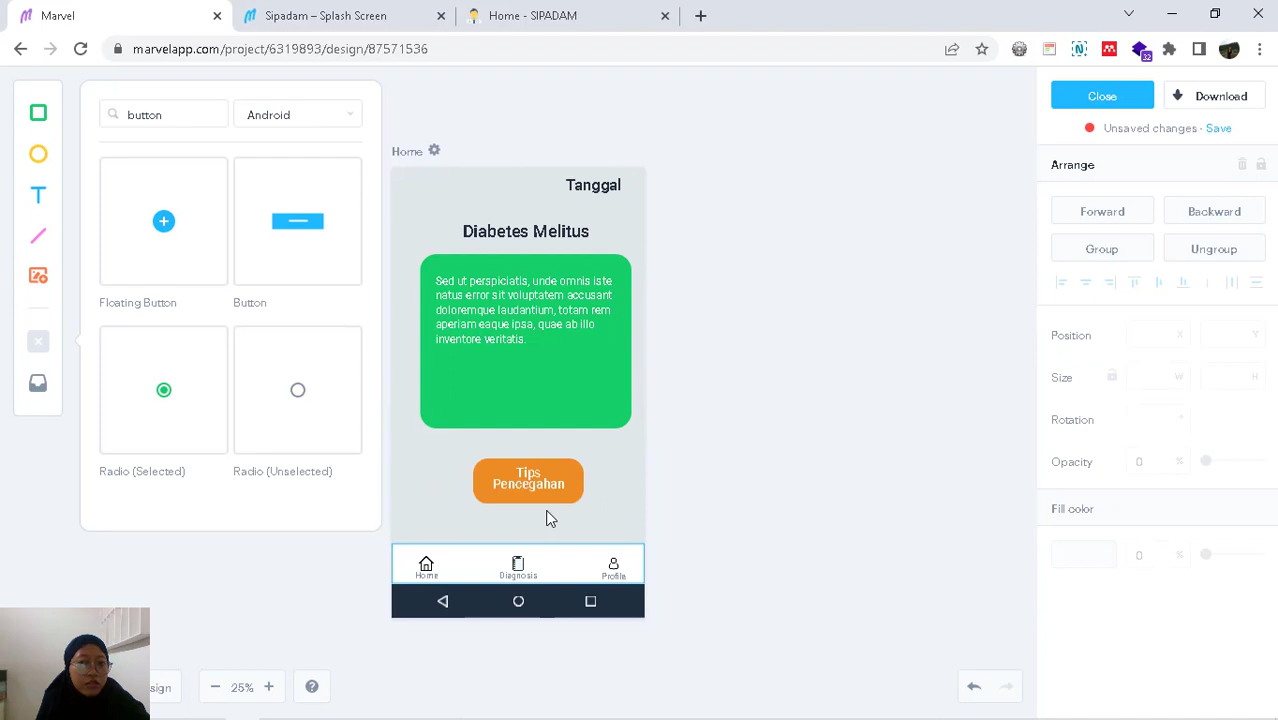 Marvel
Sipadam – Splash Screen
Home - SIPADAM
marvelapp.com/project/6319893/design/87571536
32
button
Android
Floating Button
Button
Radio (Selected)
Radio (Unselected)
Home
Tanggal
Diabetes Melitus
Sed ut perspiciatis, unde omnis iste
natus error sit voluptatem accusant
doloremque laudantium, totam rem
aperiam eaque ipsa, quae ab illo
inventore veritatis.
Tips
Pencegahan
Home
Diagnosis
Profila
25%
Close
Download
Unsaved changes - Save
Arrange
Forward
Backward
Group
Ungroup
Position
X
Y
Size
W
H
Rotation
°
Opacity
0
%
Fill color
0
%